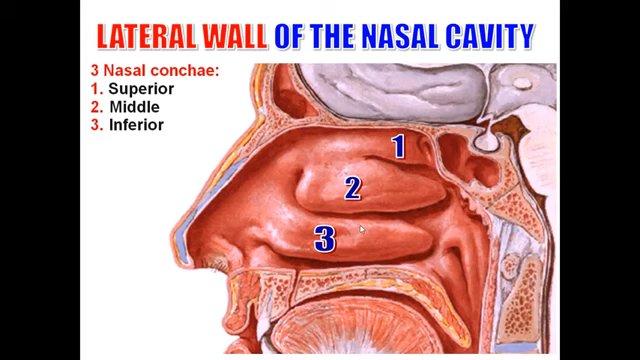 LATERAL WALL OF THE NASAL CAVITY
3 Nasal conchae:
1. Superior
2. Middle
3. Inferior
1
2
3